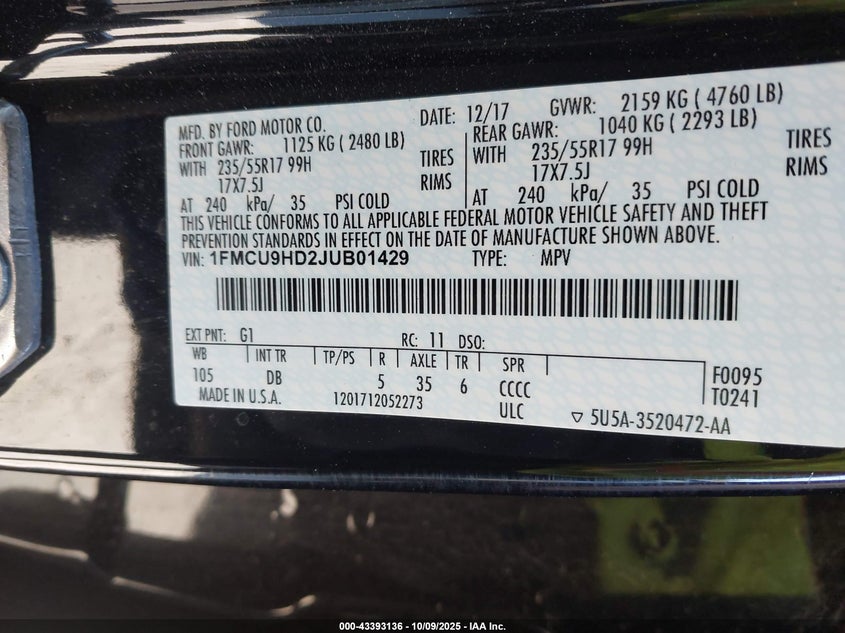 MFD. BY FORD MOTOR CO. DATE: 12/17 GVWR: 2159 KG ( 4760 LB)
FRONT GAWR: 1125 KG ( 2480 LB) REAR GAWR: 1040 KG ( 2293 LB)
WITH 235/55R17 99H TIRES WITH 235/55R17 99H TIRES
17X7.5J RIMS 17X7.5J RIMS
AT 240 kPa/ 35 PSI COLD AT 240 kPa/ 35 PSI COLD
THIS VEHICLE CONFORMS TO ALL APPLICABLE FEDERAL MOTOR VEHICLE SAFETY AND THEFT
PREVENTION STANDARDS IN EFFECT ON THE DATE OF MANUFACTURE SHOWN ABOVE.
VIN: 1FMCU9HD2JUB01429 TYPE: MPV
EXT PNT: G1 RC: 11 DSO:
WB INT TR TP/PS R AXLE TR SPR
105 DB 5 35 6 CCCC F0095
MADE IN U.S.A. 1201712052273 ULC T0241
5U5A-3520472-AA
000-43393136 - 10/09/2025 - IAA Inc.